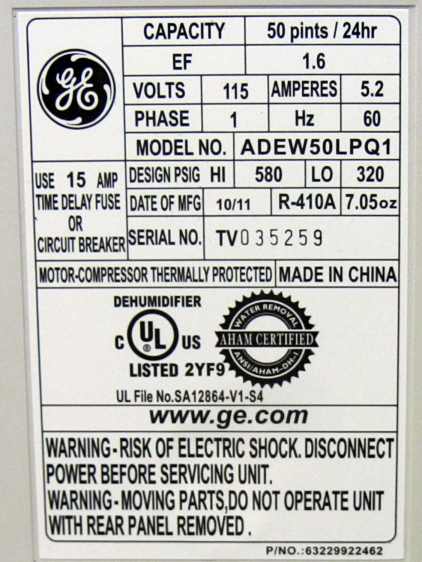 GE
CAPACITY 50 pints / 24hr
EF 1.6
VOLTS 115 AMPERES 5.2
PHASE 1 Hz 60
MODEL NO. ADEW50LPQ1
USE 15 AMP
TIME DELAY FUSE
OR
CIRCUIT BREAKER
DESIGN PSIG HI 580 LO 320
DATE OF MFG 10/11 R-410A 7.05oz
SERIAL NO. TV035259
MOTOR-COMPRESSOR THERMALLY PROTECTED MADE IN CHINA
DEHUMIDIFIER
C UL ® US
LISTED 2YF9
WATER REMOVAL
AHAM CERTIFIED
ANSI/AHAM-DH-1
UL File No.SA12864-V1-S4
www.ge.com
WARNING-RISK OF ELECTRIC SHOCK. DISCONNECT
POWER BEFORE SERVICING UNIT.
WARNING-MOVING PARTS,DO NOT OPERATE UNIT
WITH REAR PANEL REMOVED .
P/NO.:63229922462